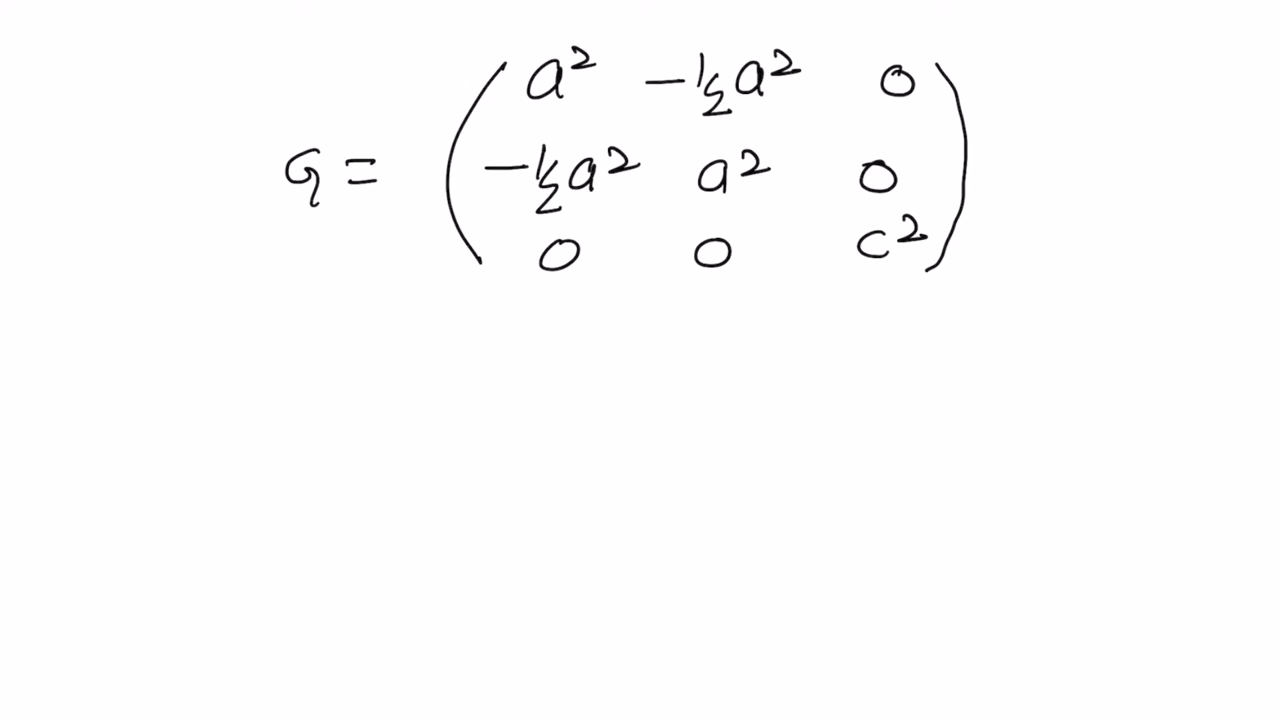 a² -½a² 0
G = -½a² a² 0
0 0 c²